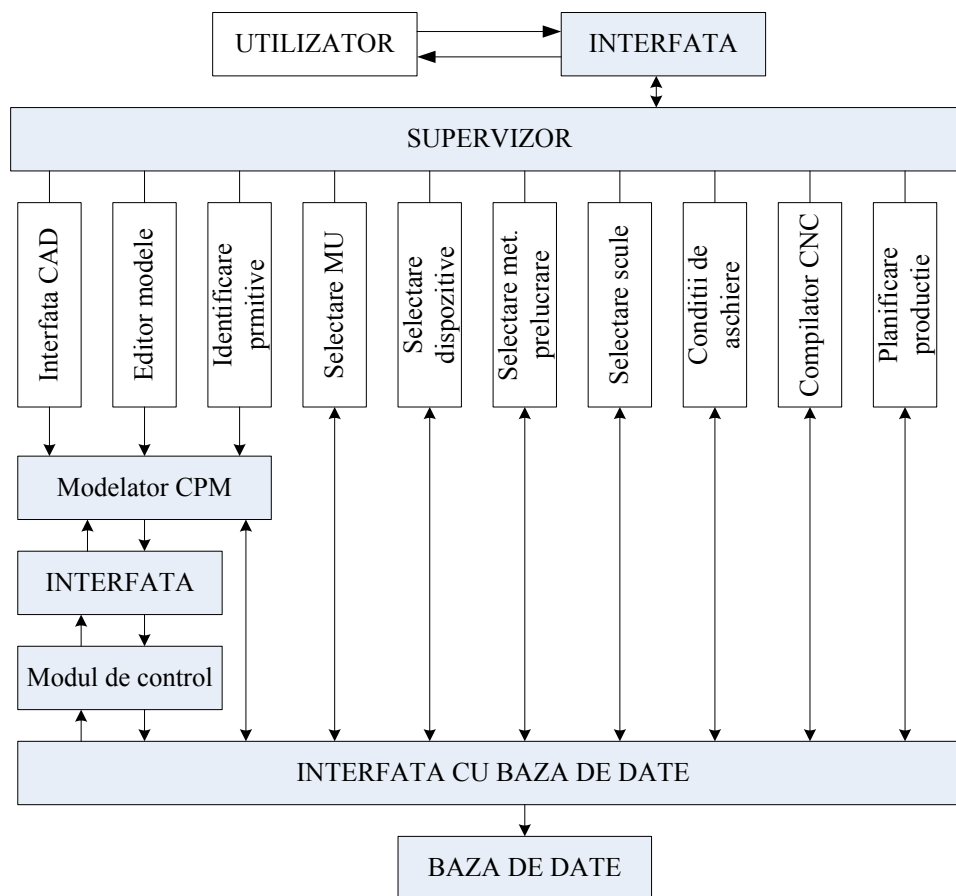 UTILIZATOR
INTERFATA
SUPERVIZOR
Interfata CAD
Editor modele
Identificare
prmitive
Selectare MU
Selectare
dispozitive
Selectare met.
prelucrare
Selectare scule
Conditii de
aschiere
Compilator CNC
Planificare
productie
Modelator CPM
INTERFATA
Modul de control
INTERFATA CU BAZA DE DATE
BAZA DE DATE